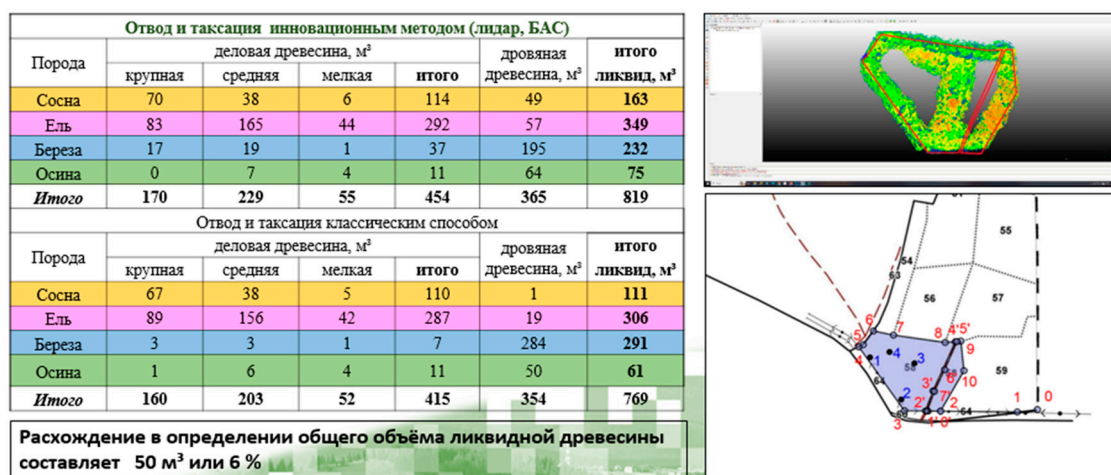 Отвод и таксация инновационным методом (лидар, БАС)
Порода деловая древесина, м³ дровяная древесина, м³ итого ликвид, м³
крупная средняя мелкая итого
Сосна 70 38 6 114 49 163
Ель 83 165 44 292 57 349
Береза 17 19 1 37 195 232
Осина 0 7 4 11 64 75
Итого 170 229 55 454 365 819
Отвод и таксация классическим способом
Порода деловая древесина, м³ дровяная древесина, м³ итого ликвид, м³
крупная средняя мелкая итого
Сосна 67 38 5 110 1 111
Ель 89 156 42 287 19 306
Береза 3 3 1 7 284 291
Осина 1 6 4 11 50 61
Итого 160 203 52 415 354 769
Расхождение в определении общего объёма ликвидной древесины
составляет 50 м³ или 6 %
55
54
63
56 57
6 7 8 4' 5' 9
5 4 1 4 3
58 6' 10 59
64 2 3' 7'
3 2' 1' 2 64 1 0